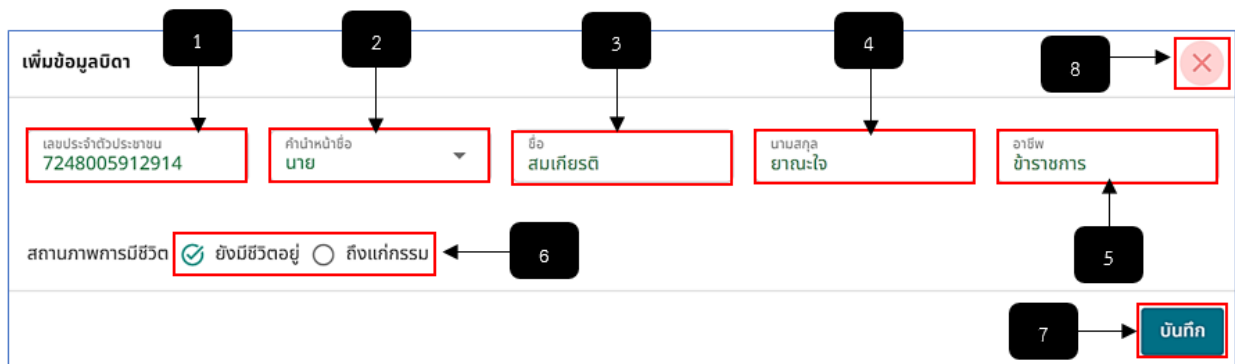 1
2
3
4
8
เพิ่มข้อมูลบิดา
เลขประจำตัวประชาชน
7248005912914
คำนำหน้าชื่อ
นาย
ชื่อ
สมเกียรติ
นามสกุล
ยาณะใจ
อาชีพ
ข้าราชการ
สถานภาพการมีชีวิต ยังมีชีวิตอยู่ ถึงแก่กรรม
6
5
7
บันทึก